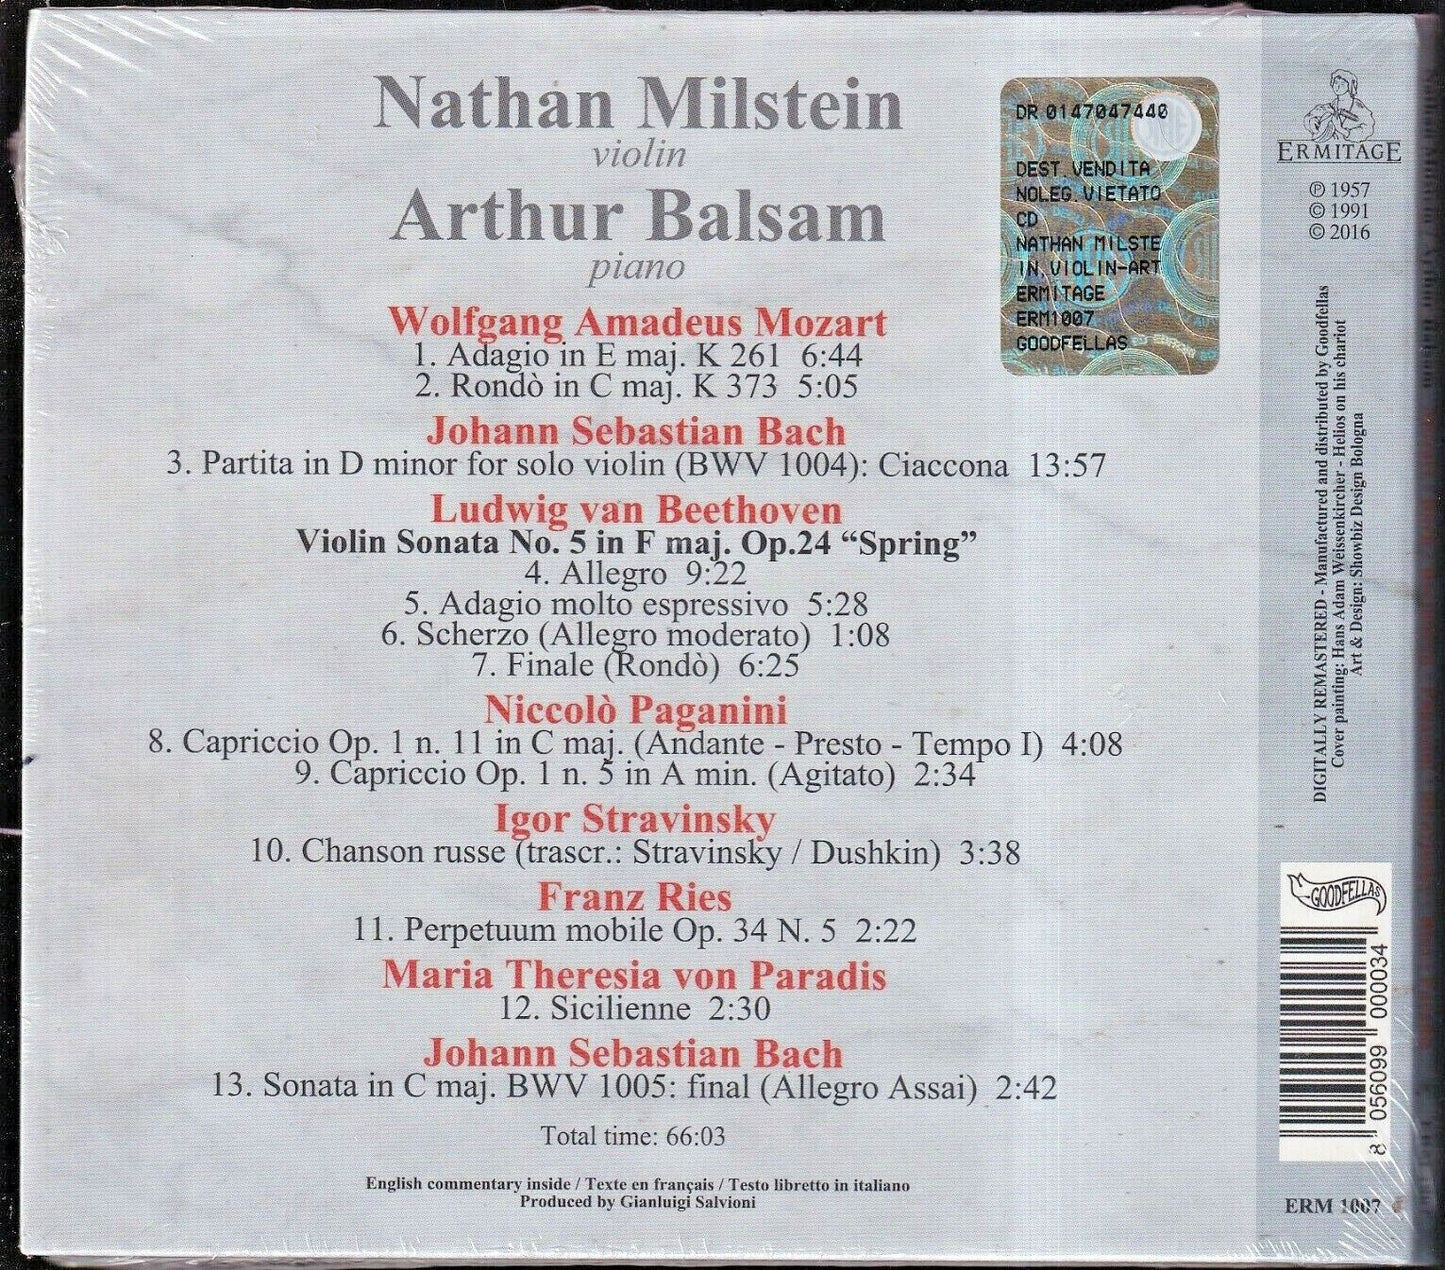 Nathan Milstein
violin
Arthur Balsam
piano
Wolfgang Amadeus Mozart
1. Adagio in E maj. K 261 6:44
2. Rondò in C maj. K 373 5:05
Johann Sebastian Bach
3. Partita in D minor for solo violin (BWV 1004): Ciaccona 13:57
Ludwig van Beethoven
Violin Sonata No. 5 in F maj. Op.24 “Spring”
4. Allegro 9:22
5. Adagio molto espressivo 5:28
6. Scherzo (Allegro moderato) 1:08
7. Finale (Rondò) 6:25
Niccolò Paganini
8. Capriccio Op. 1 n. 11 in C maj. (Andante - Presto - Tempo I) 4:08
9. Capriccio Op. 1 n. 5 in A min. (Agitato) 2:34
Igor Stravinsky
10. Chanson russe (trascr.: Stravinsky / Dushkin) 3:38
Franz Ries
11. Perpetuum mobile Op. 34 N. 5 2:22
Maria Theresia von Paradis
12. Sicilienne 2:30
Johann Sebastian Bach
13. Sonata in C maj. BWV 1005: final (Allegro Assai) 2:42
Total time: 66:03
English commentary inside / Texte en français / Testo libretto in italiano
Produced by Gianluigi Salvioni
DR 0147047440
DEST. VENDITA
NOLEG. VIETATO
CD
NATHAN MILSTE
IN, VIOLIN-ART
ERMITAGE
ERM1007
GOODFELLAS
ERMITAGE
℗ 1957
© 1991
© 2016
DIGITALLY REMASTERED - Manufactured and distributed by Goodfellas
Cover painting: Hans Adam Weissenkircher - Helios on his chariot
Art & Design: Showbiz Design Bologna
GOODFELLAS
8 056099 000034
ERM 1007